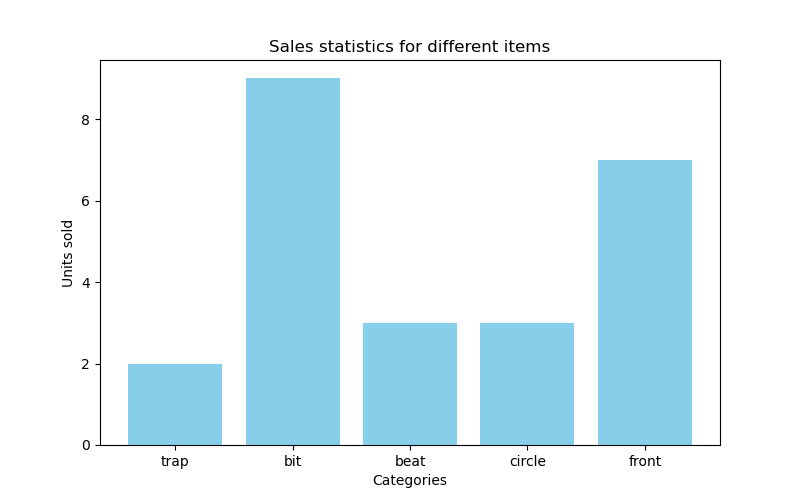 Sales statistics for different items
Units sold
8
6
4
2
0
trap bit beat circle front
Categories